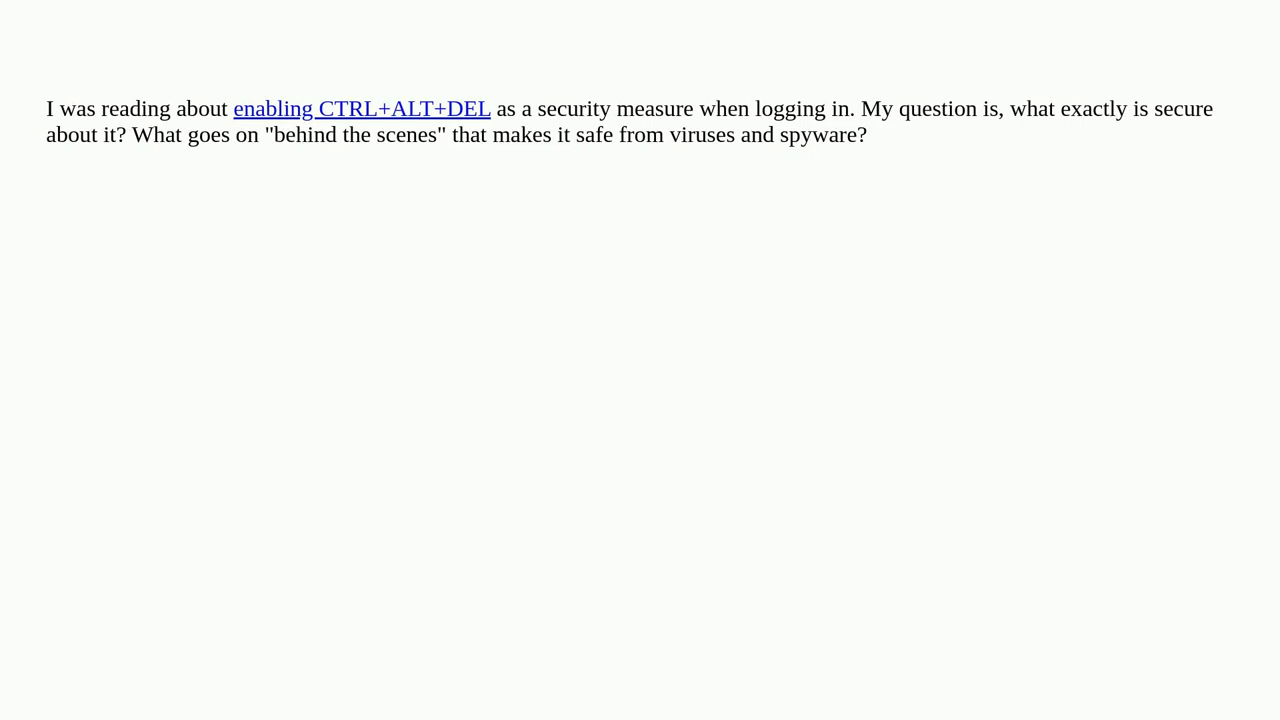 I was reading about enabling CTRL+ALT+DEL as a security measure when logging in. My question is, what exactly is secure
about it? What goes on "behind the scenes" that makes it safe from viruses and spyware?